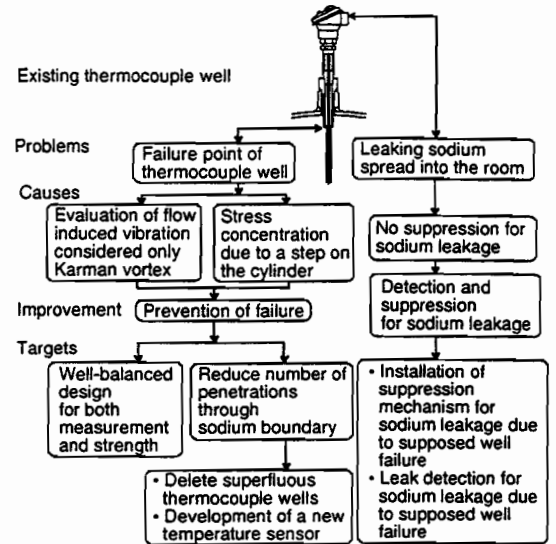 Existing thermocouple well
Problems
Failure point of
thermocouple well
Leaking sodium
spread into the room
Causes
Evaluation of flow
induced vibration
considered only
Karman vortex
Stress
concentration
due to a step on
the cylinder
No suppression for
sodium leakage
Improvement
Prevention of failure
Detection and
suppression
for sodium leakage
Targets
Well-balanced
design
for both
measurement
and strength
Reduce number of
penetrations
through
sodium boundary
• Delete superfluous
thermocouple wells
• Development of a new
temperature sensor
• Installation of
suppression
mechanism for
sodium leakage due
to supposed well
failure
• Leak detection for
sodium leakage due
to supposed well
failure